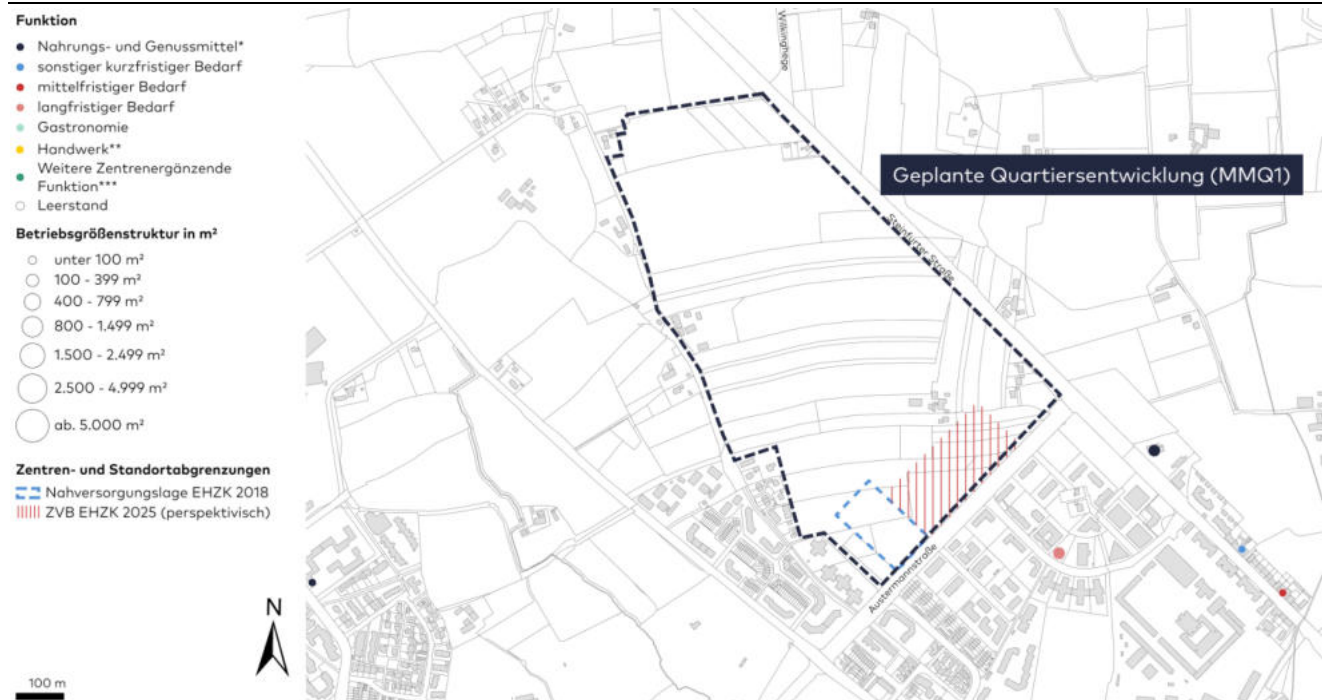 Funktion
Nahrungs- und Genussmittel*
sonstiger kurzfristiger Bedarf
mittelfristiger Bedarf
langfristiger Bedarf
Gastronomie
Handwerk**
Weitere Zentrenergänzende
Funktion***
Leerstand
Betriebsgrößenstruktur in m²
unter 100 m²
100 - 399 m²
400 - 799 m²
800 - 1.499 m²
1.500 - 2.499 m²
2.500 - 4.999 m²
ab. 5.000 m²
Zentren- und Standortabgrenzungen
Nahversorgungslage EHZK 2018
ZVB EHZK 2025 (perspektivisch)
N
100 m
Wilkinghege
Geplante Quartiersentwicklung (MMQ1)
Steinfurter Straße
Austermannstraße